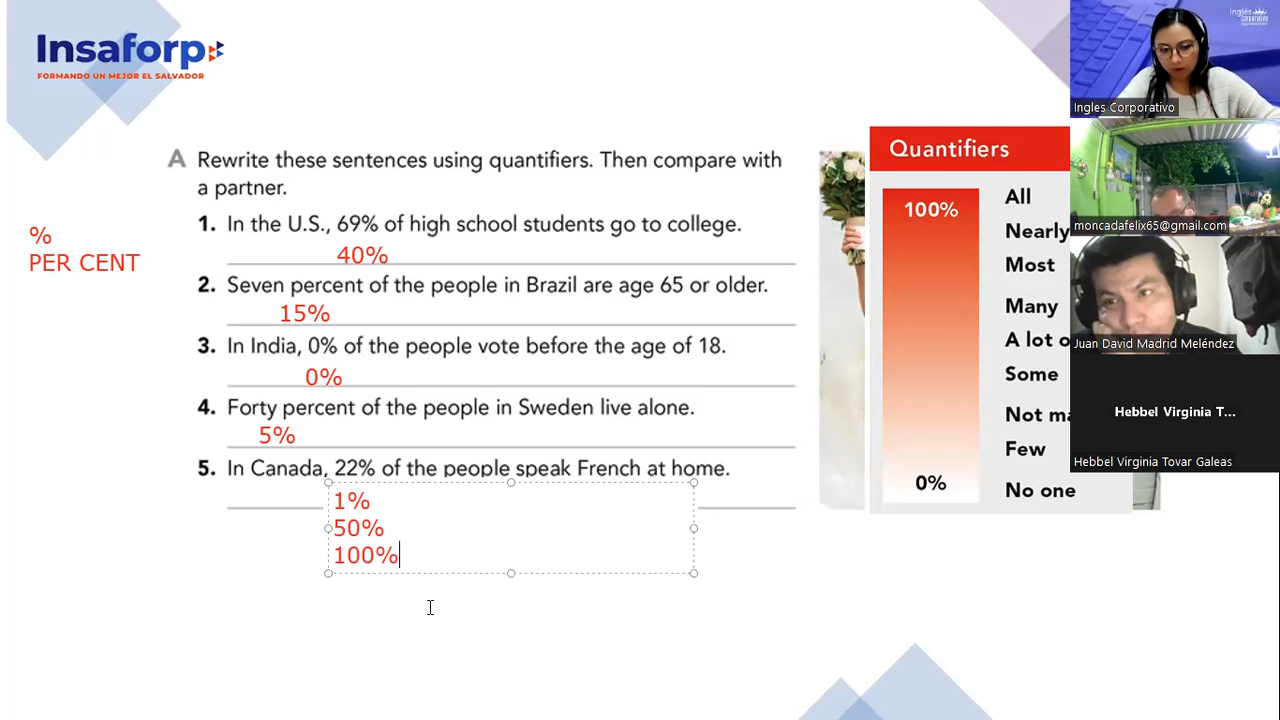 Insaforp
FORMANDO UN MEJOR EL SALVADOR
%
PER CENT
A Rewrite these sentences using quantifiers. Then compare with
a partner.
1. In the U.S., 69% of high school students go to college.
40%
2. Seven percent of the people in Brazil are age 65 or older.
15%
3. In India, 0% of the people vote before the age of 18.
0%
4. Forty percent of the people in Sweden live alone.
5%
5. In Canada, 22% of the people speak French at home.
1%
50%
100%
Quantifiers
100%
0%
All
Nearly
Most
Many
A lot o
Some
Not ma
Few
No one
Inglés
Corporativo
Ingles Corporativo
moncadafelix65@gmail.com
Juan David Madrid Meléndez
Hebbel Virginia T...
Hebbel Virginia Tovar Galeas